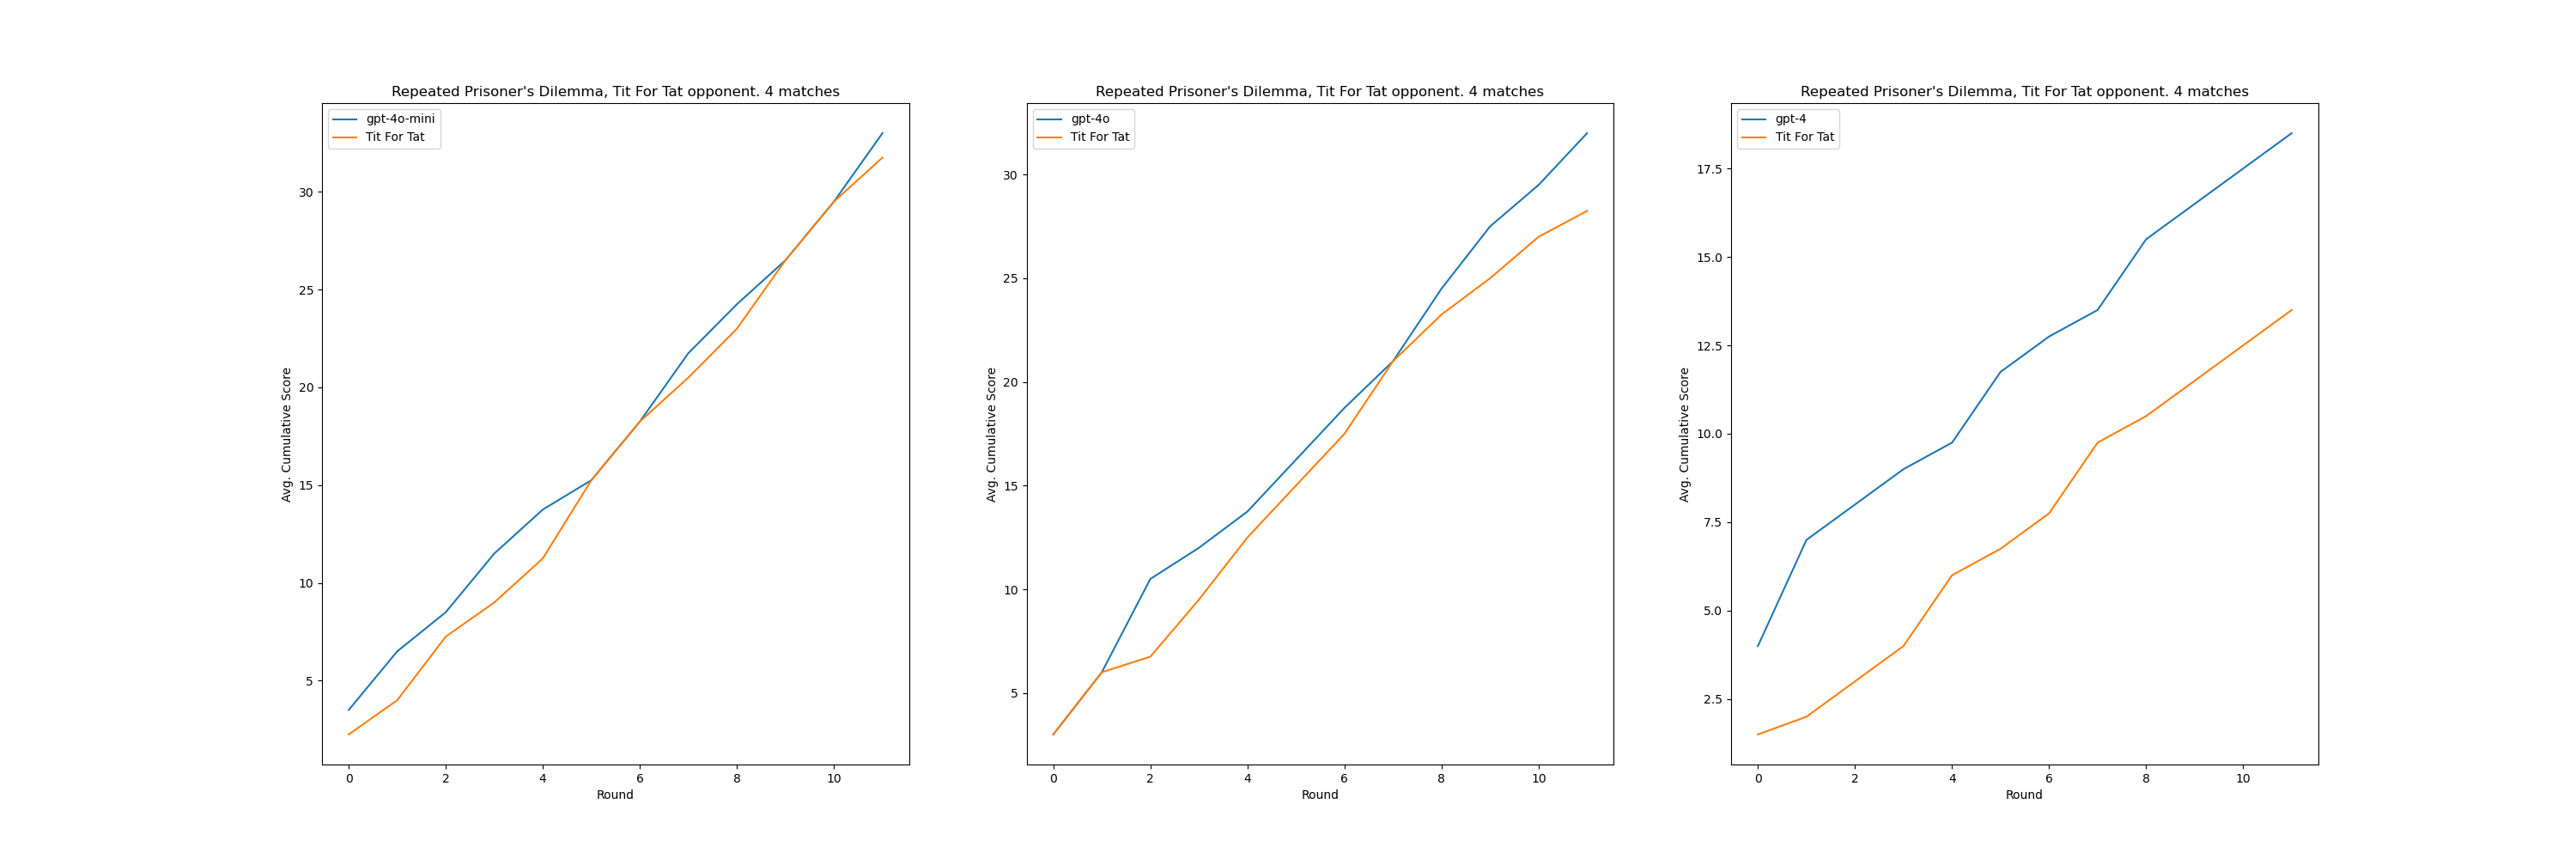 Repeated Prisoner's Dilemma, Tit For Tat opponent. 4 matches
gpt-4o-mini
Tit For Tat
30
25
20
15
10
5
Avg. Cumulative Score
0 2 4 6 8 10
Round
Repeated Prisoner's Dilemma, Tit For Tat opponent. 4 matches
gpt-4o
Tit For Tat
30
25
20
15
10
5
Avg. Cumulative Score
0 2 4 6 8 10
Round
Repeated Prisoner's Dilemma, Tit For Tat opponent. 4 matches
gpt-4
Tit For Tat
17.5
15.0
12.5
10.0
7.5
5.0
2.5
Avg. Cumulative Score
0 2 4 6 8 10
Round